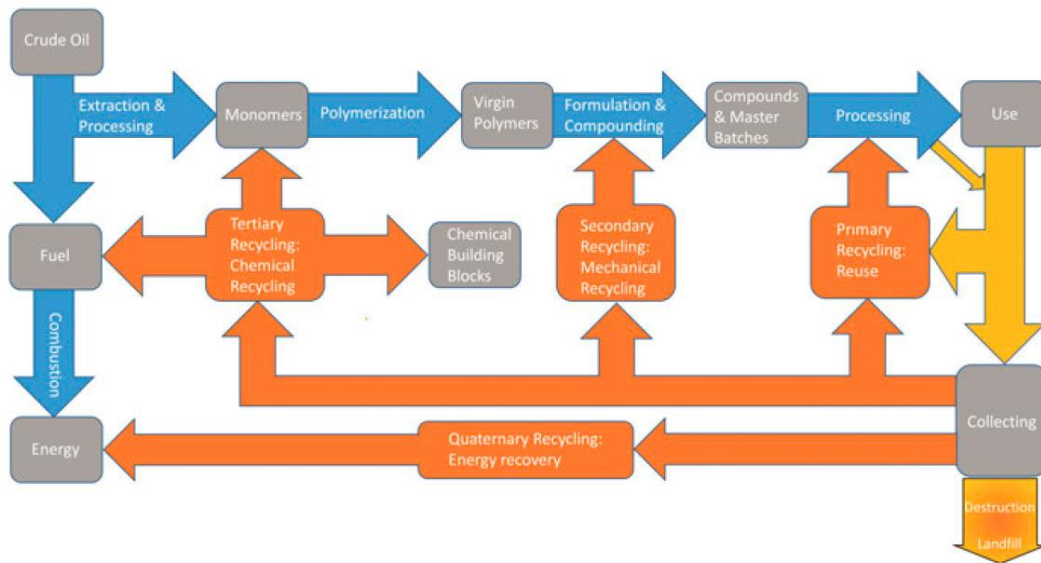 Crude Oil
Extraction &
Processing
Monomers
Polymerization
Virgin
Polymers
Formulation &
Compounding
Compounds
& Master
Batches
Processing
Use
Fuel
Tertiary
Recycling:
Chemical
Recycling
Chemical
Building
Blocks
Secondary
Recycling:
Mechanical
Recycling
Primary
Recycling:
Reuse
Combustion
Energy
Quaternary Recycling:
Energy recovery
Collecting
Destruction
Landfill